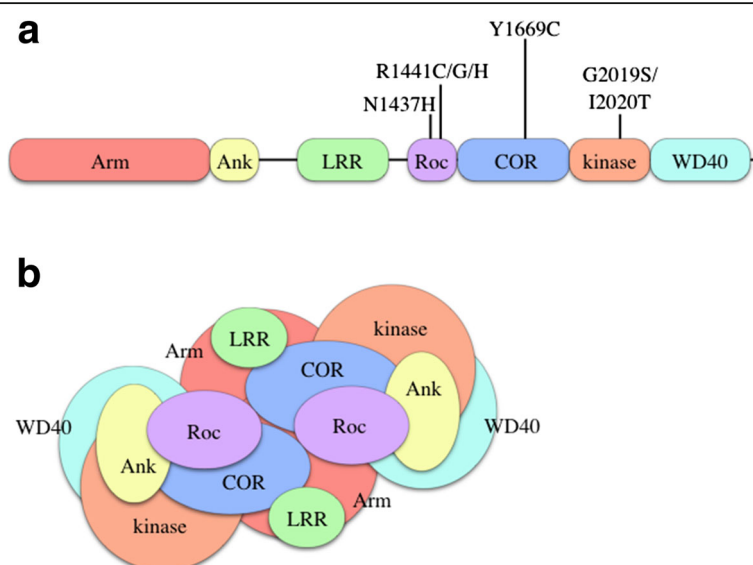 a
Y1669C
R1441C/G/H
G2019S/
N1437H
I2020T
Arm Ank LRR Roc COR kinase WD40
b
kinase
LRR
Arm
COR
Ank
WD40
Roc
Roc
WD40
Ank
COR
Arm
LRR
kinase